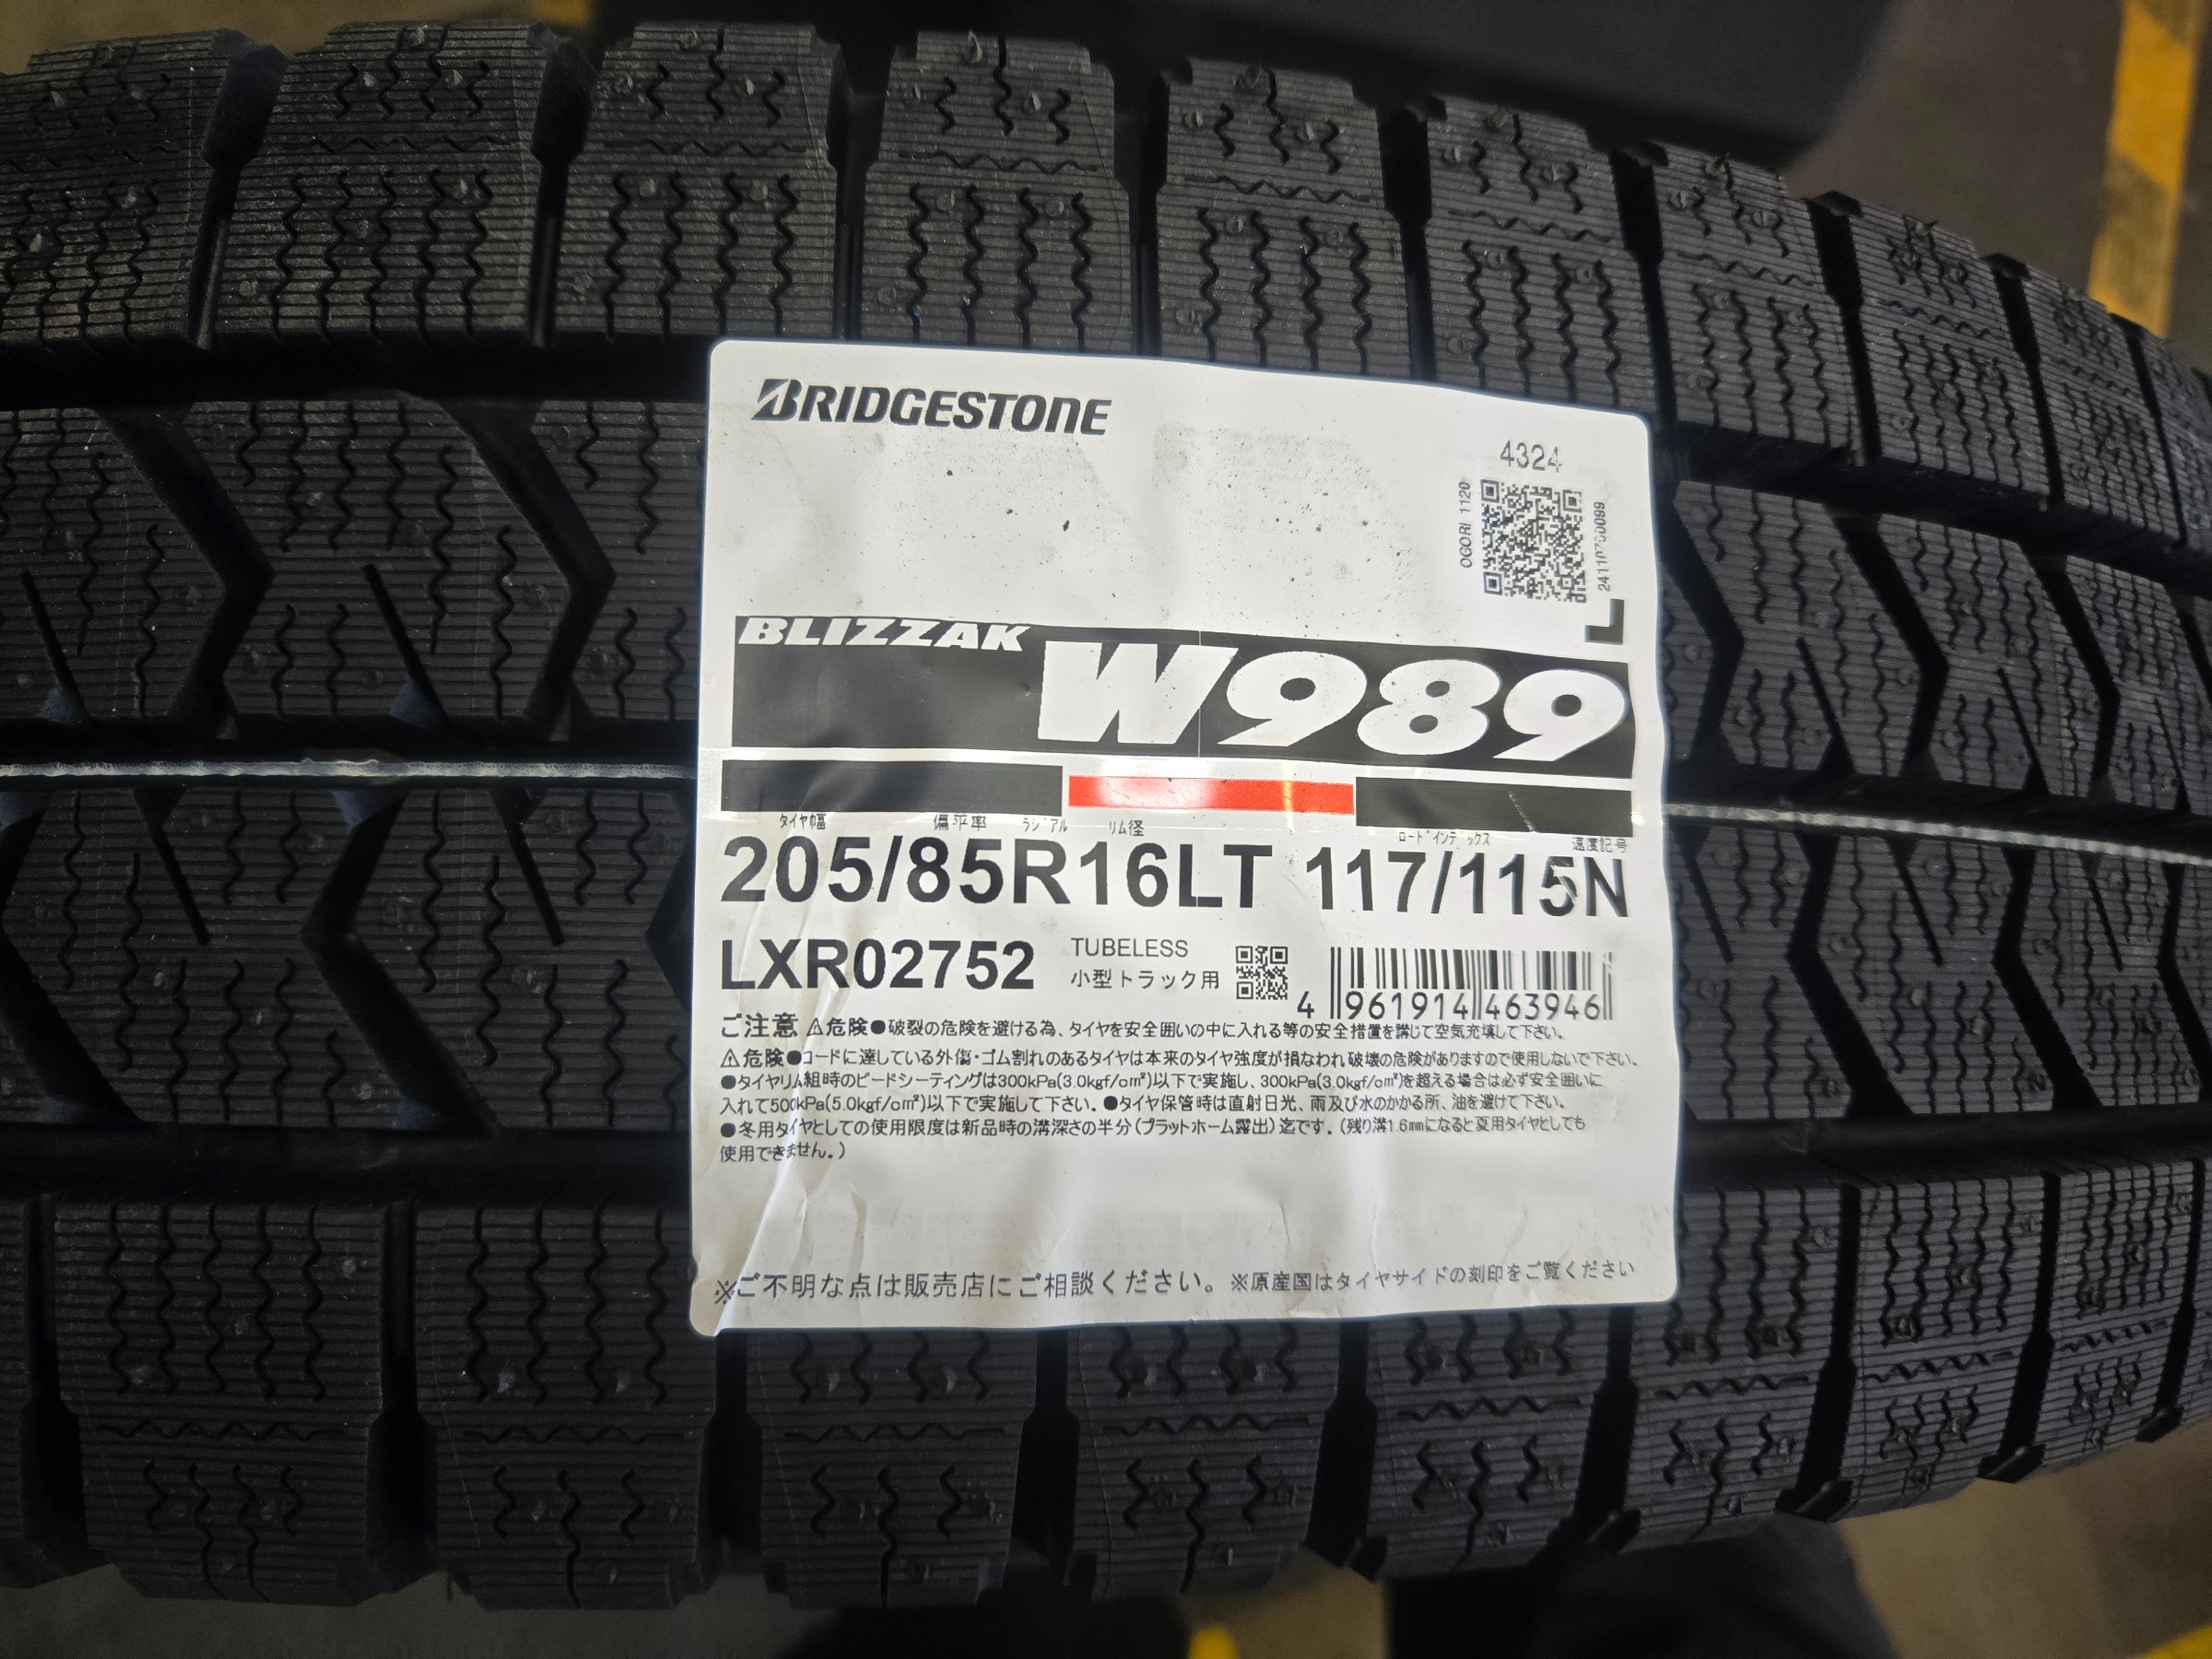 BRIDGESTONE
4324
OGORI 1120
L
BLIZZAK
W989
タイヤ幅 偏平率 ラジアル リム径 ロードインデックス 速度記号
205/85R16LT 117/115N
LXR02752 TUBELESS
小型トラック用
4 961914 463946
ご注意 ⚠危険●破裂の危険を避ける為、タイヤを安全囲いの中に入れる等の安全措置を講じて空気充填して下さい。
⚠危険●コードに達している外傷・ゴム割れのあるタイヤは本来のタイヤ強度が損なわれ破壊の危険がありますので使用しないで下さい。
●タイヤリム組時のビードシーティングは300kPa(3.0kgf/cm²)以下で実施し、300kPa(3.0kgf/cm²)を超える場合は必ず安全囲いに
入れて500kPa(5.0kgf/cm²)以下で実施して下さい。●タイヤ保管時は直射日光、雨及び水のかかる所、油を避けて下さい。
●冬用タイヤとしての使用限度は新品時の溝深さの半分(プラットホーム露出)迄です。(残り溝1.6mmになると夏用タイヤとしても
使用できません。)
※ご不明な点は販売店にご相談ください。※原産国はタイヤサイドの刻印をご覧ください